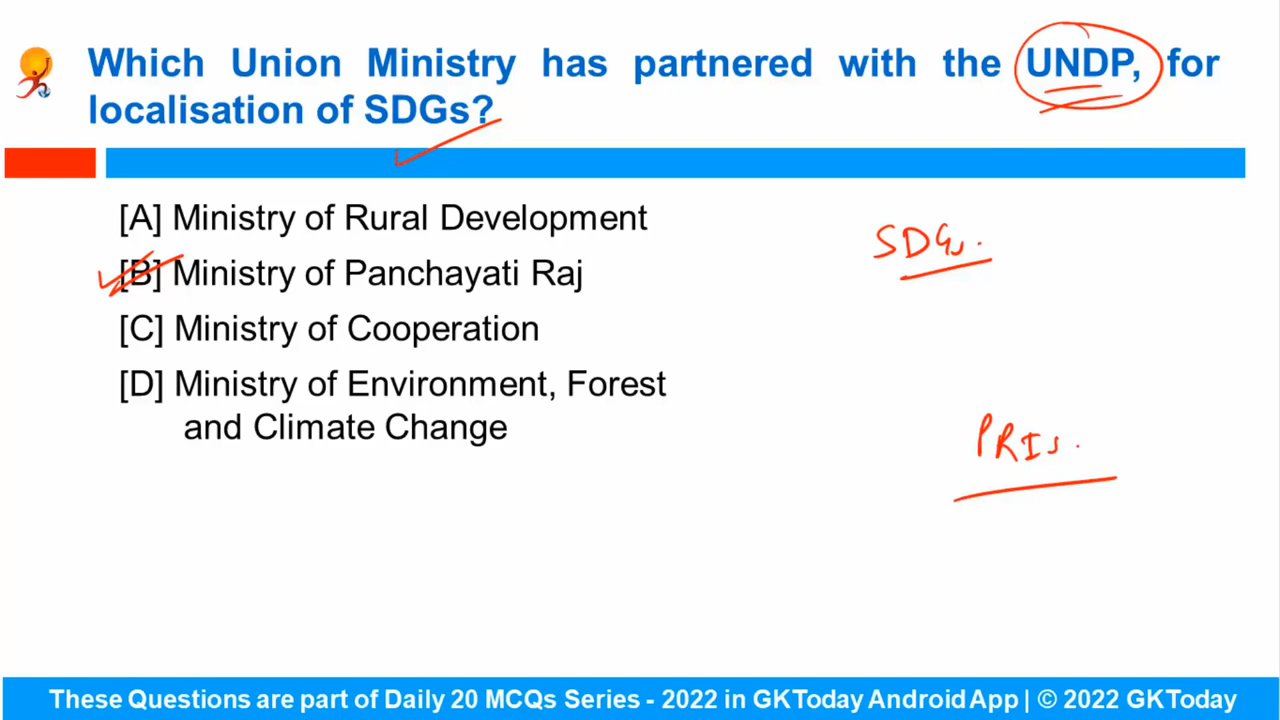 Which Union Ministry has partnered with the UNDP, for
localisation of SDGs?
[A] Ministry of Rural Development
SDGs.
[B] Ministry of Panchayati Raj
[C] Ministry of Cooperation
[D] Ministry of Environment, Forest
and Climate Change
PRIs.
These Questions are part of Daily 20 MCQs Series - 2022 in GKToday Android App | © 2022 GKToday